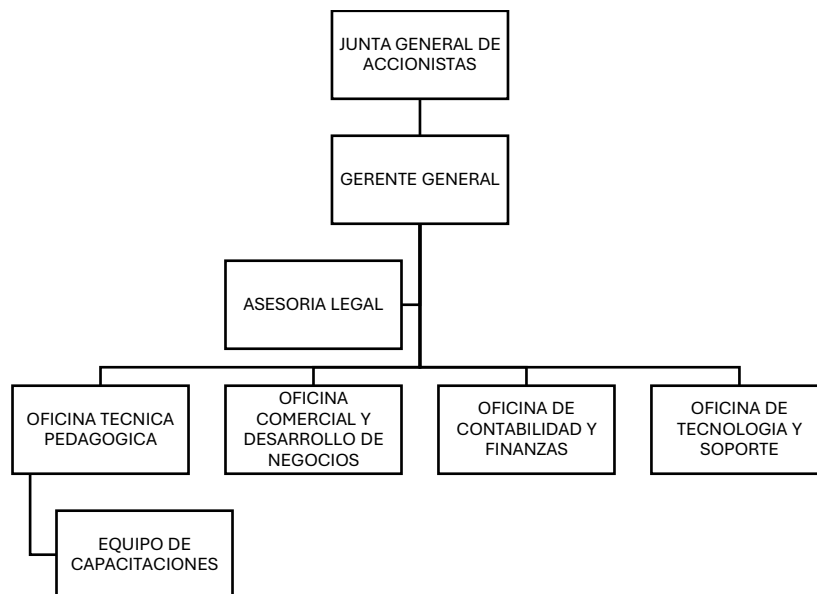 JUNTA GENERAL DE
ACCIONISTAS
GERENTE GENERAL
ASESORIA LEGAL
OFICINA TECNICA
PEDAGOGICA
OFICINA
COMERCIAL Y
DESARROLLO DE
NEGOCIOS
OFICINA DE
CONTABILIDAD Y
FINANZAS
OFICINA DE
TECNOLOGIA Y
SOPORTE
EQUIPO DE
CAPACITACIONES